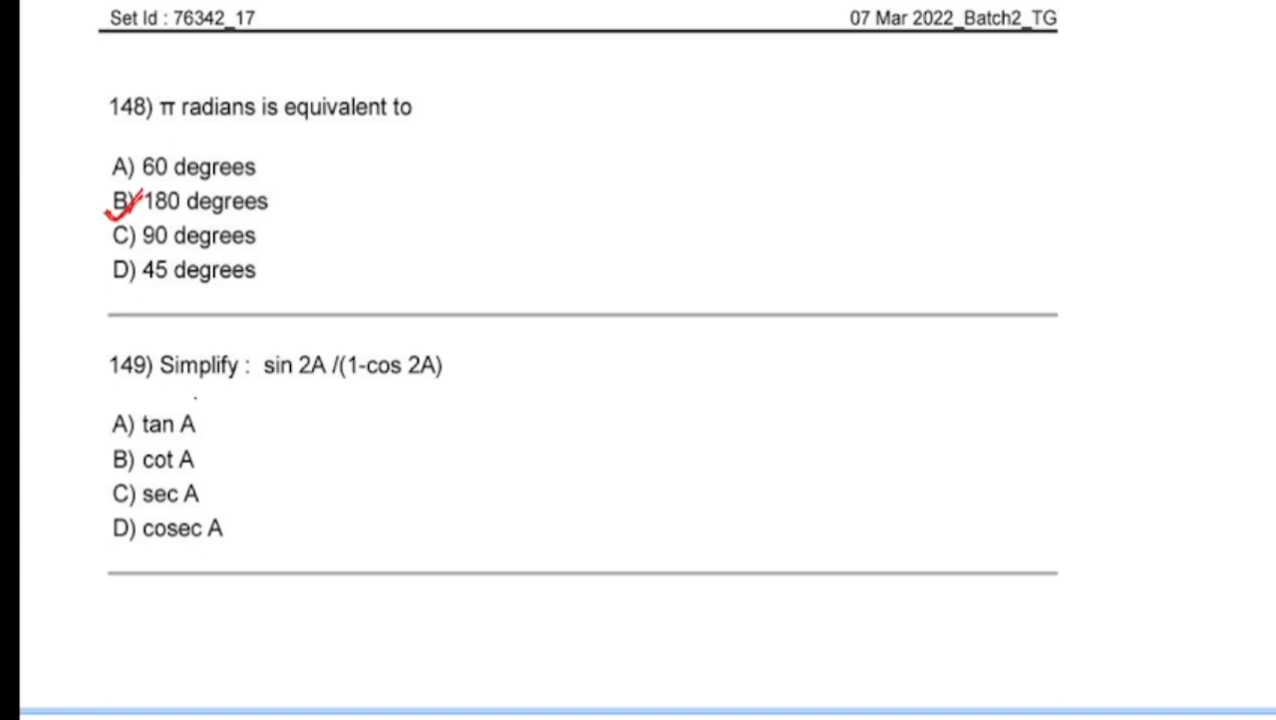 Set Id : 76342_17 07 Mar 2022_Batch2_TG
148) π radians is equivalent to
A) 60 degrees
B) 180 degrees
C) 90 degrees
D) 45 degrees
149) Simplify : sin 2A /(1-cos 2A)
A) tan A
B) cot A
C) sec A
D) cosec A